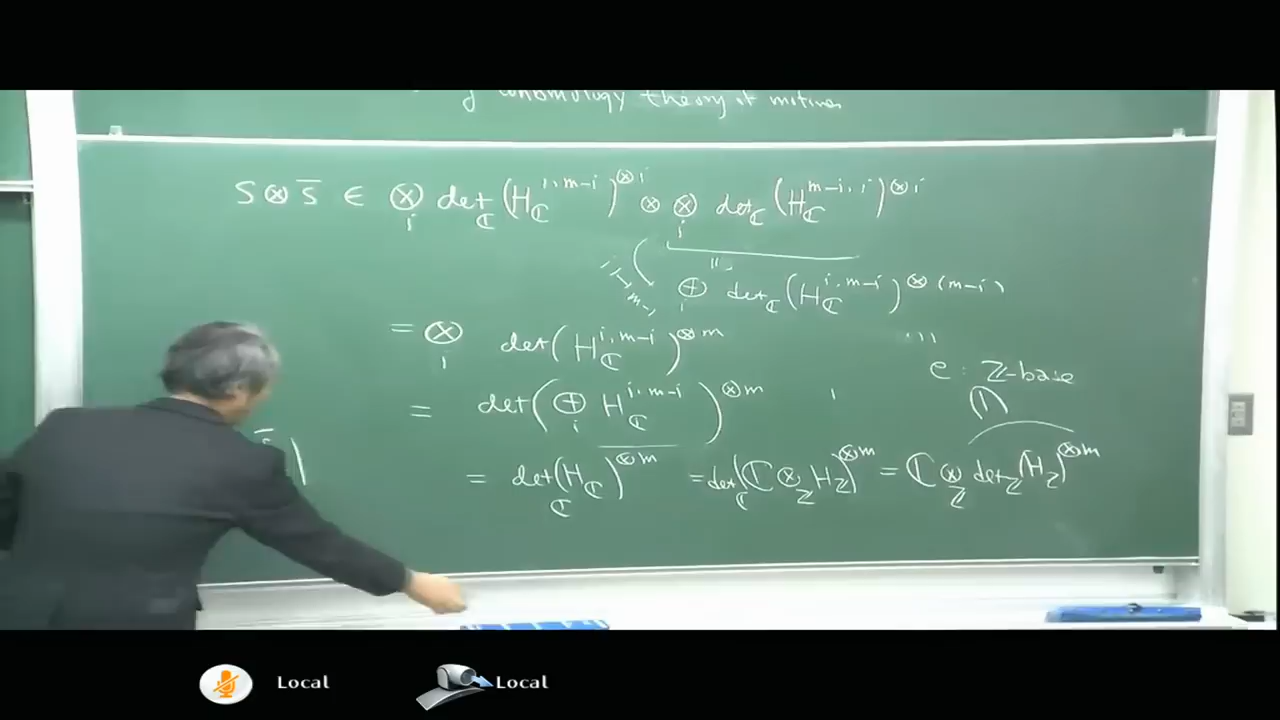 cohomology theory of motives
S ⊗ S̄ ∈ ⊗_i det_ℂ (H_ℂ^{i, m-i})^{⊗i} ⊗ ⊗_i det_ℂ (H_ℂ^{m-i, i})^{⊗i}
⊕_i det_ℂ (H_ℂ^{i, m-i})^{⊗(m-i)}
= ⊗_i det (H_ℂ^{i, m-i})^{⊗m}
e : ℤ-base
= det (⊕_i H_ℂ^{i, m-i})^{⊗m}
= det_ℂ (H_ℂ)^{⊗m} = det_ℂ (ℂ ⊗_ℤ H_ℤ)^{⊗m} = ℂ ⊗_ℤ det_ℤ (H_ℤ)^{⊗m}
Local
Local